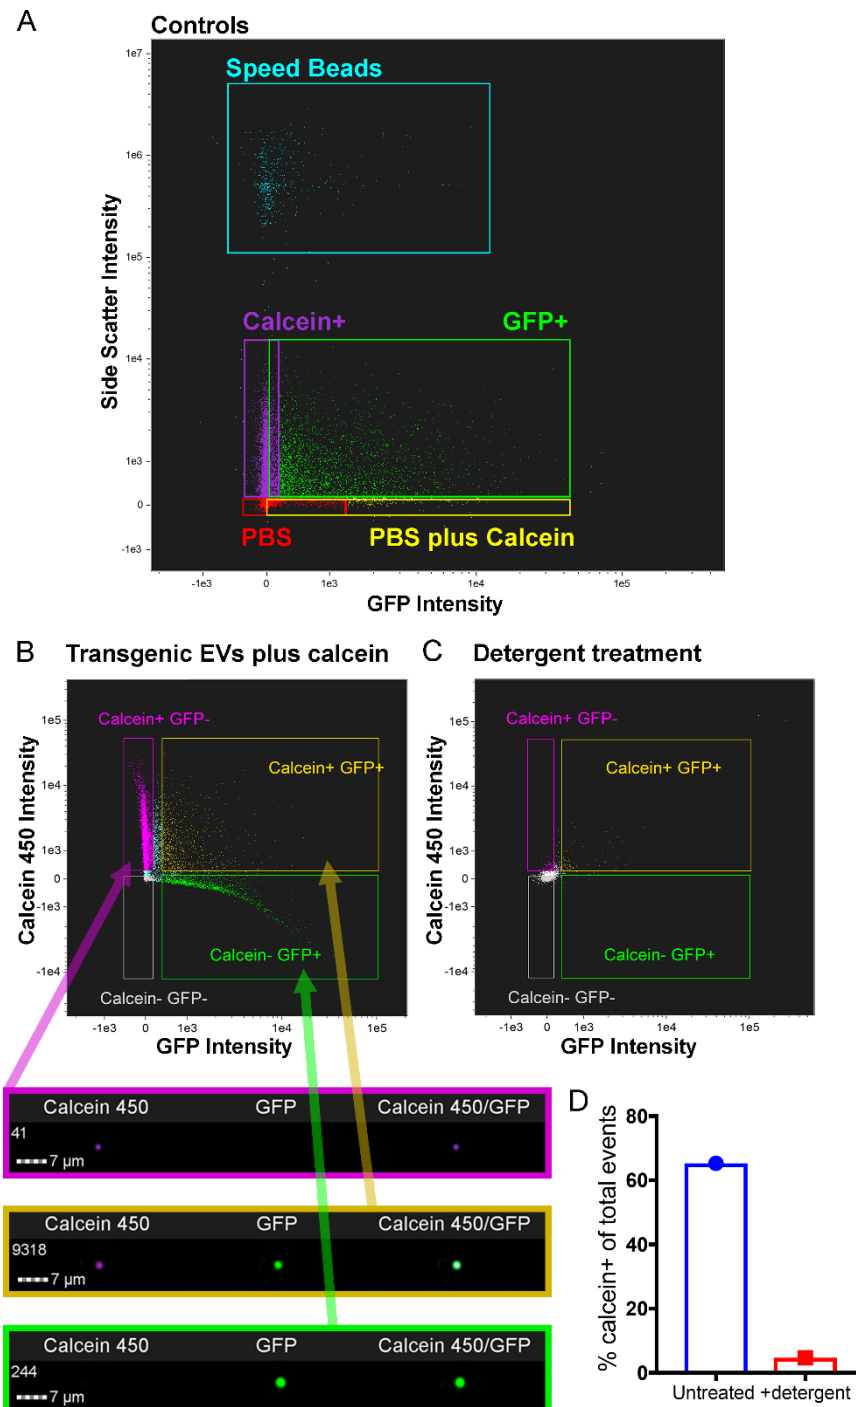 A
Controls
Speed Beads
Calcein+
GFP+
PBS
PBS plus Calcein
Side Scatter Intensity
1e7
1e6
1e5
1e4
1e3
0
-1e3
-1e3 0 1e3 1e4 1e5
GFP Intensity
B Transgenic EVs plus calcein
Calcein+ GFP-
Calcein+ GFP+
Calcein- GFP+
Calcein- GFP-
Calcein 450 Intensity
1e5
1e4
1e3
0
-1e3
-1e4
-1e3 0 1e3 1e4 1e5
GFP Intensity
C Detergent treatment
Calcein+ GFP-
Calcein+ GFP+
Calcein- GFP+
Calcein- GFP-
Calcein 450 Intensity
1e5
1e4
1e3
0
-1e3
-1e4
-1e3 0 1e3 1e4 1e5
GFP Intensity
Calcein 450 GFP Calcein 450/GFP
41
7 µm
Calcein 450 GFP Calcein 450/GFP
9318
7 µm
Calcein 450 GFP Calcein 450/GFP
244
7 µm
D
% calcein+ of total events
80
60
40
20
0
Untreated +detergent